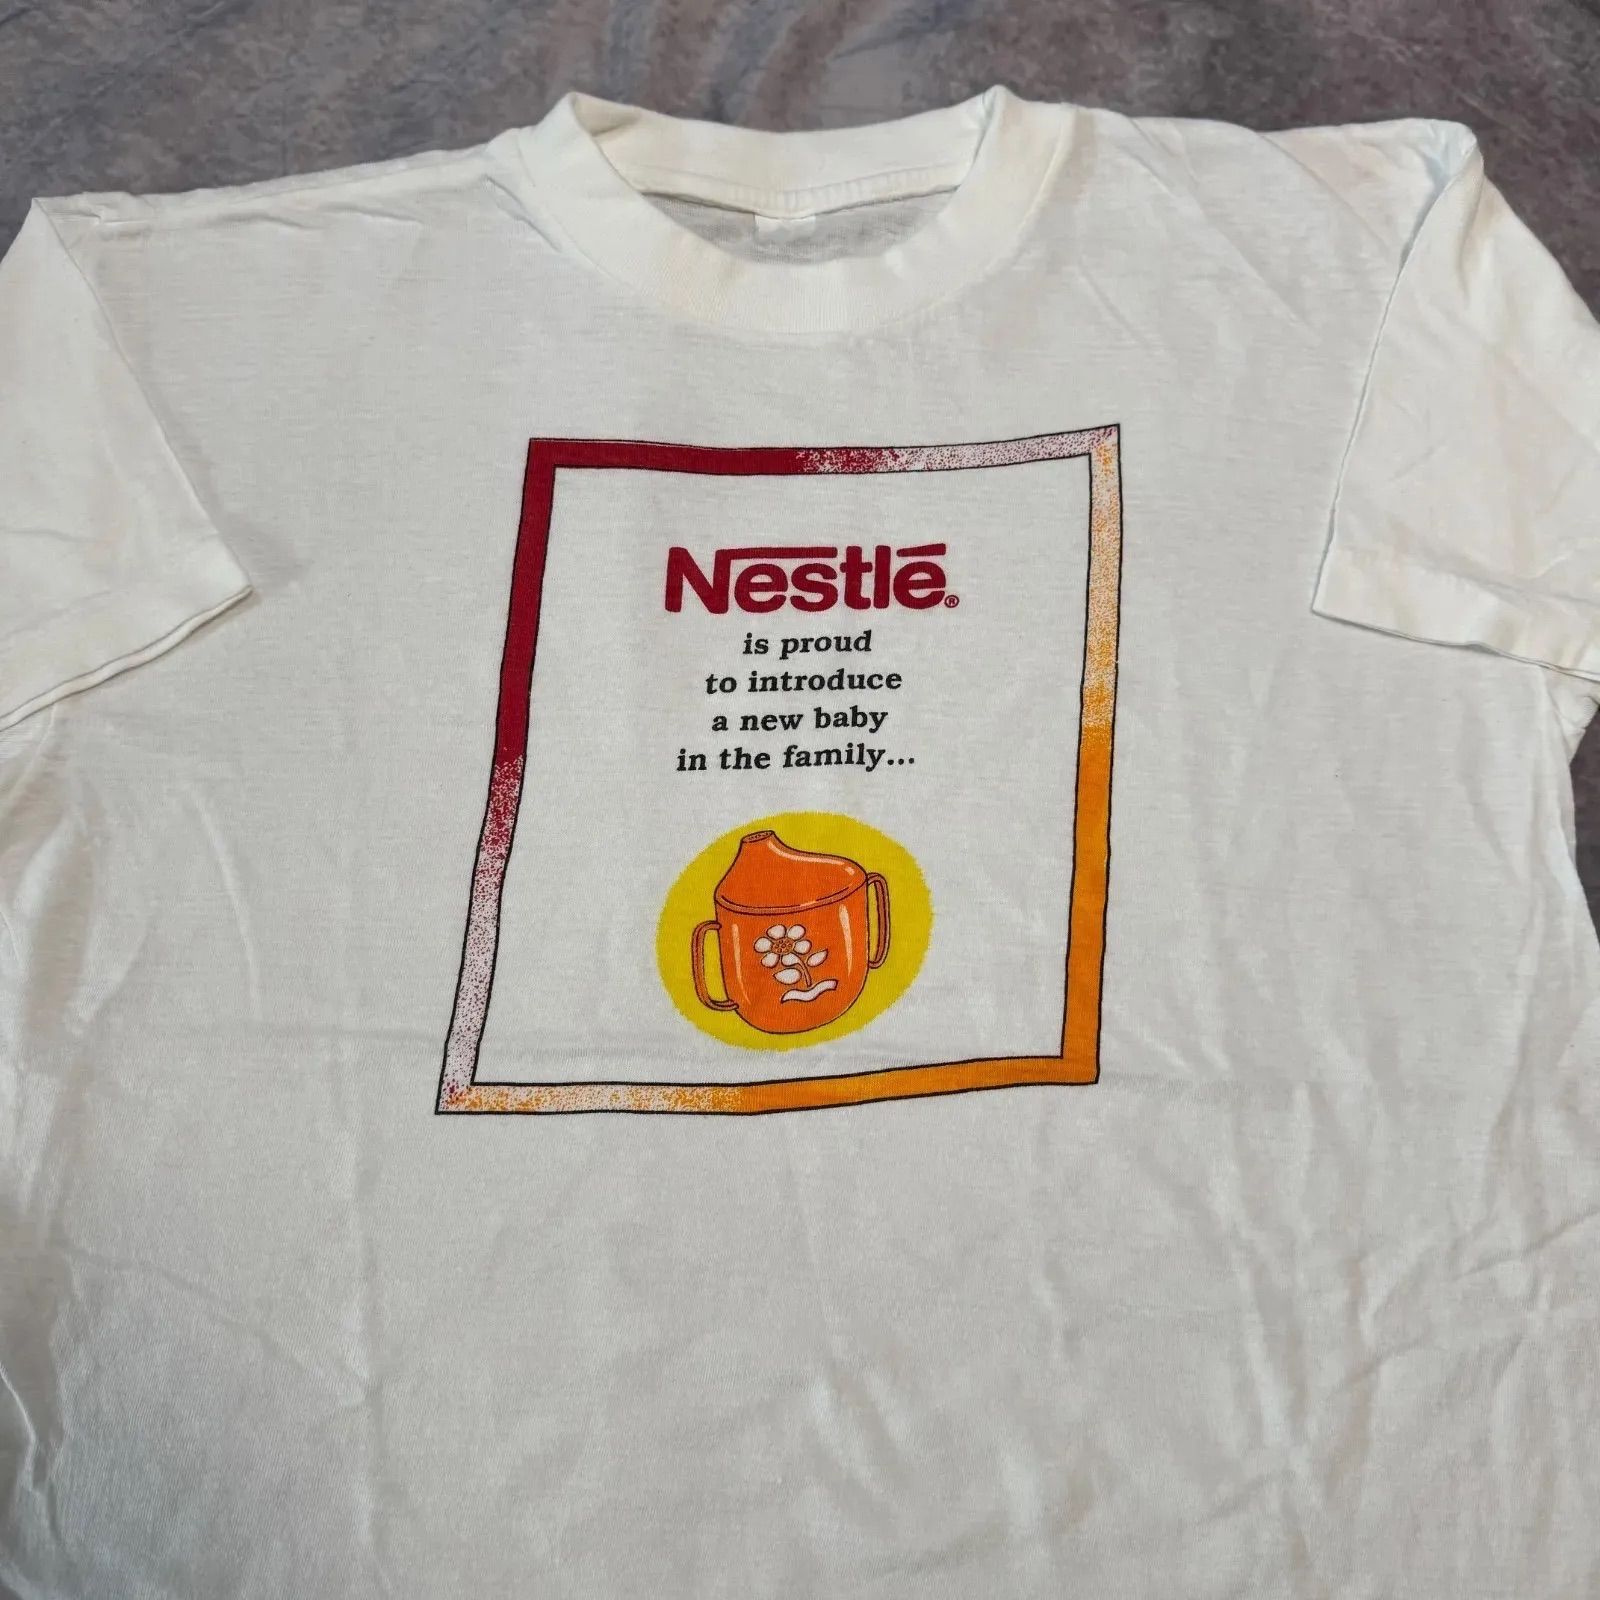 Nestlé®
is proud
to introduce
a new baby
in the family...